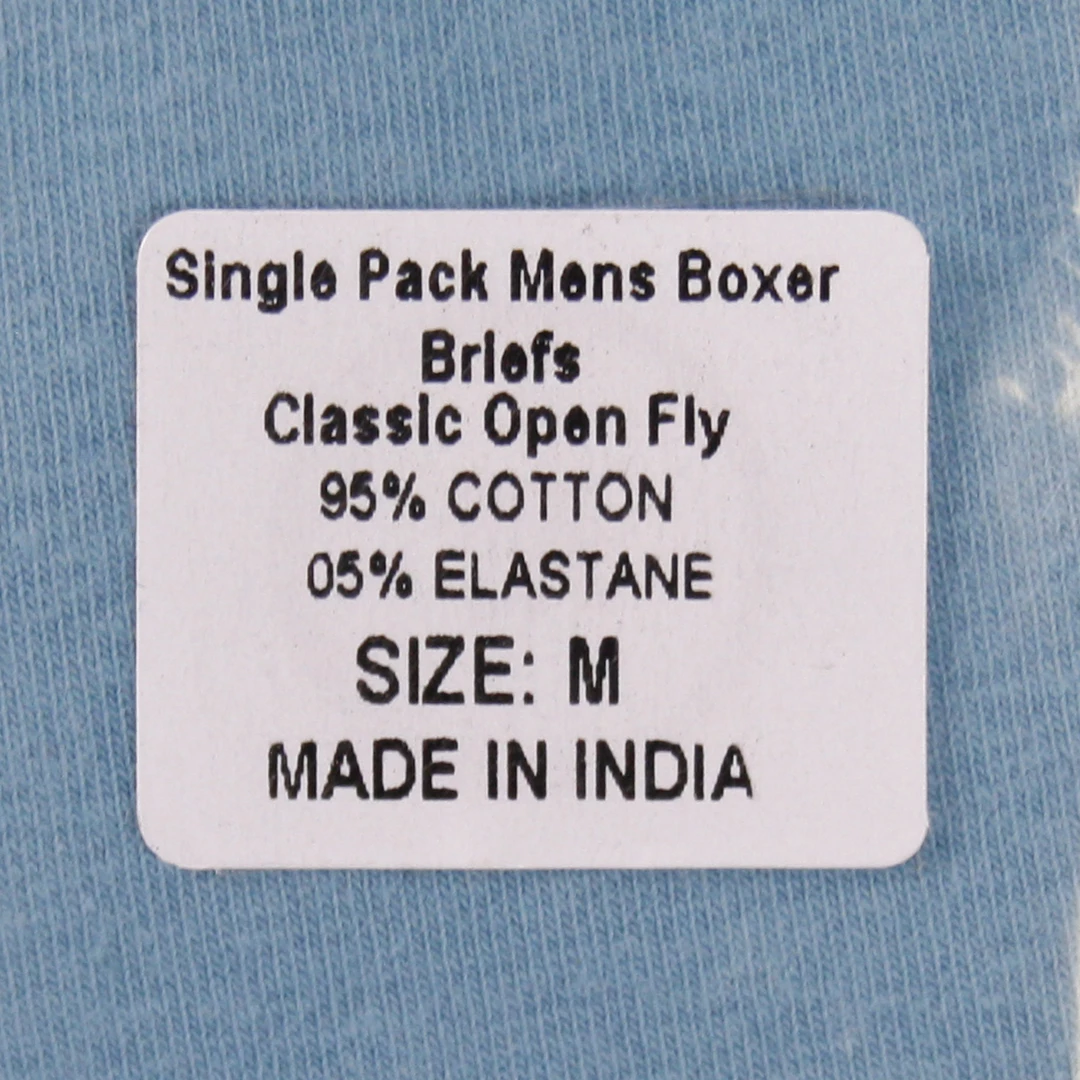 Single Pack Mens Boxer
Briefs
Classic Open Fly
95% COTTON
05% ELASTANE
SIZE: M
MADE IN INDIA